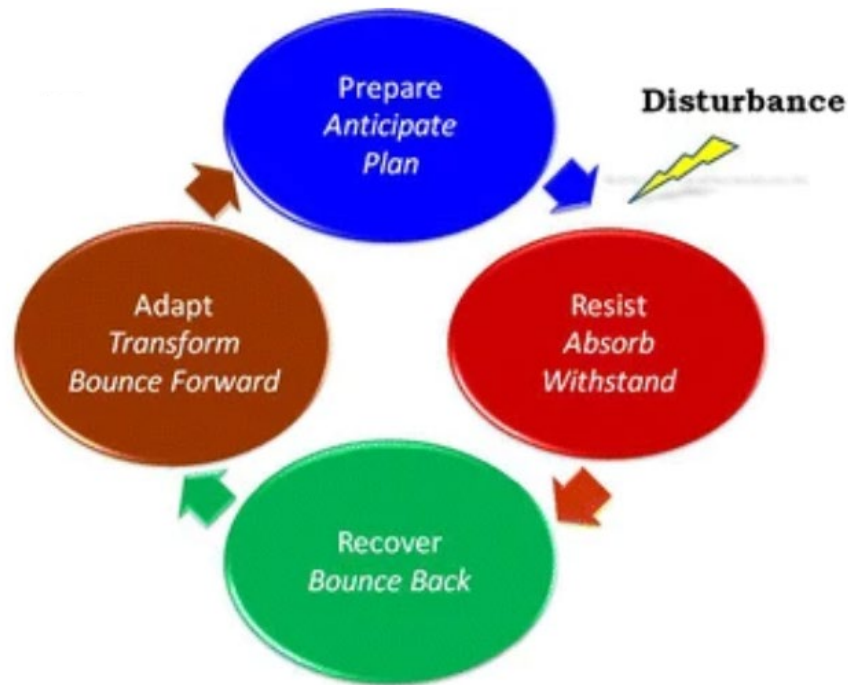 Prepare
Anticipate
Plan
Disturbance
Adapt
Transform
Bounce Forward
Resist
Absorb
Withstand
Recover
Bounce Back